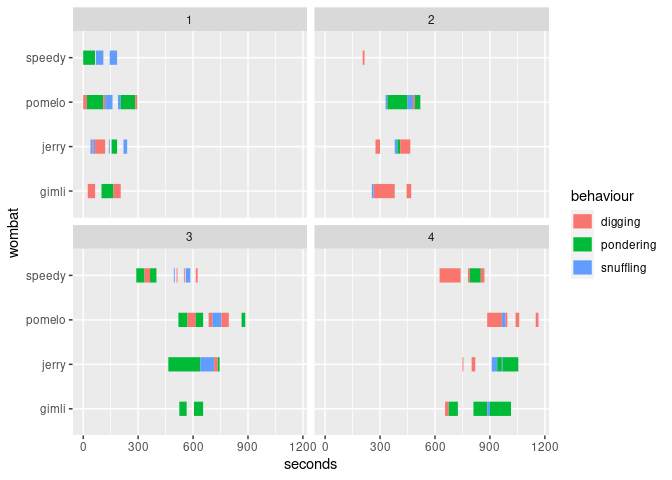 1 2
speedy
pomelo
jerry
gimli
wombat
3 4
speedy
pomelo
jerry
gimli
0 300 600 900 1200 0 300 600 900 1200
seconds
behaviour
digging
pondering
snuffling